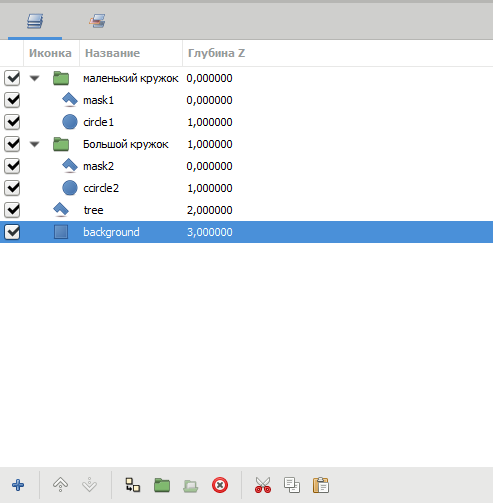 Иконка Название Глубина Z
маленький кружок 0,000000
mask1 0,000000
circle1 1,000000
Большой кружок 1,000000
mask2 0,000000
ccircle2 1,000000
tree 2,000000
background 3,000000